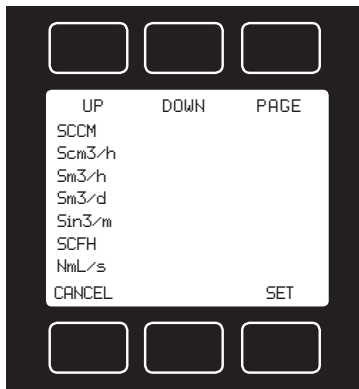 UP DOWN PAGE
SCCM
Scm3/h
Sm3/h
Sm3/d
Sin3/m
SCFH
NmL/s
CANCEL SET